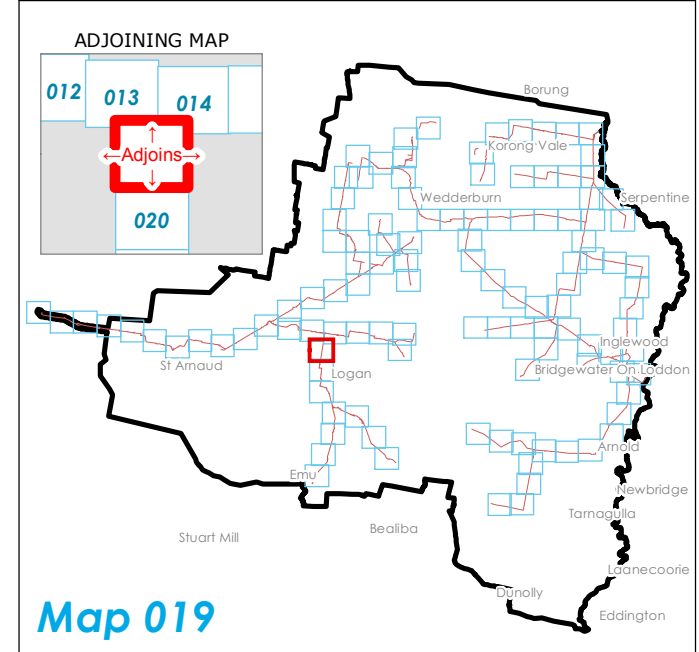 ADJOINING MAP
012
013
014
←Adjoins→
020
Borung
Korong Vale
Wedderburn
Serpentine
Inglewood
St Arnaud
Logan
Bridgewater On Loddon
Arnold
Emu
Newbridge
Tarnagulla
Stuart Mill
Bealiba
Laanecoorie
Dunolly
Eddington
Map 019